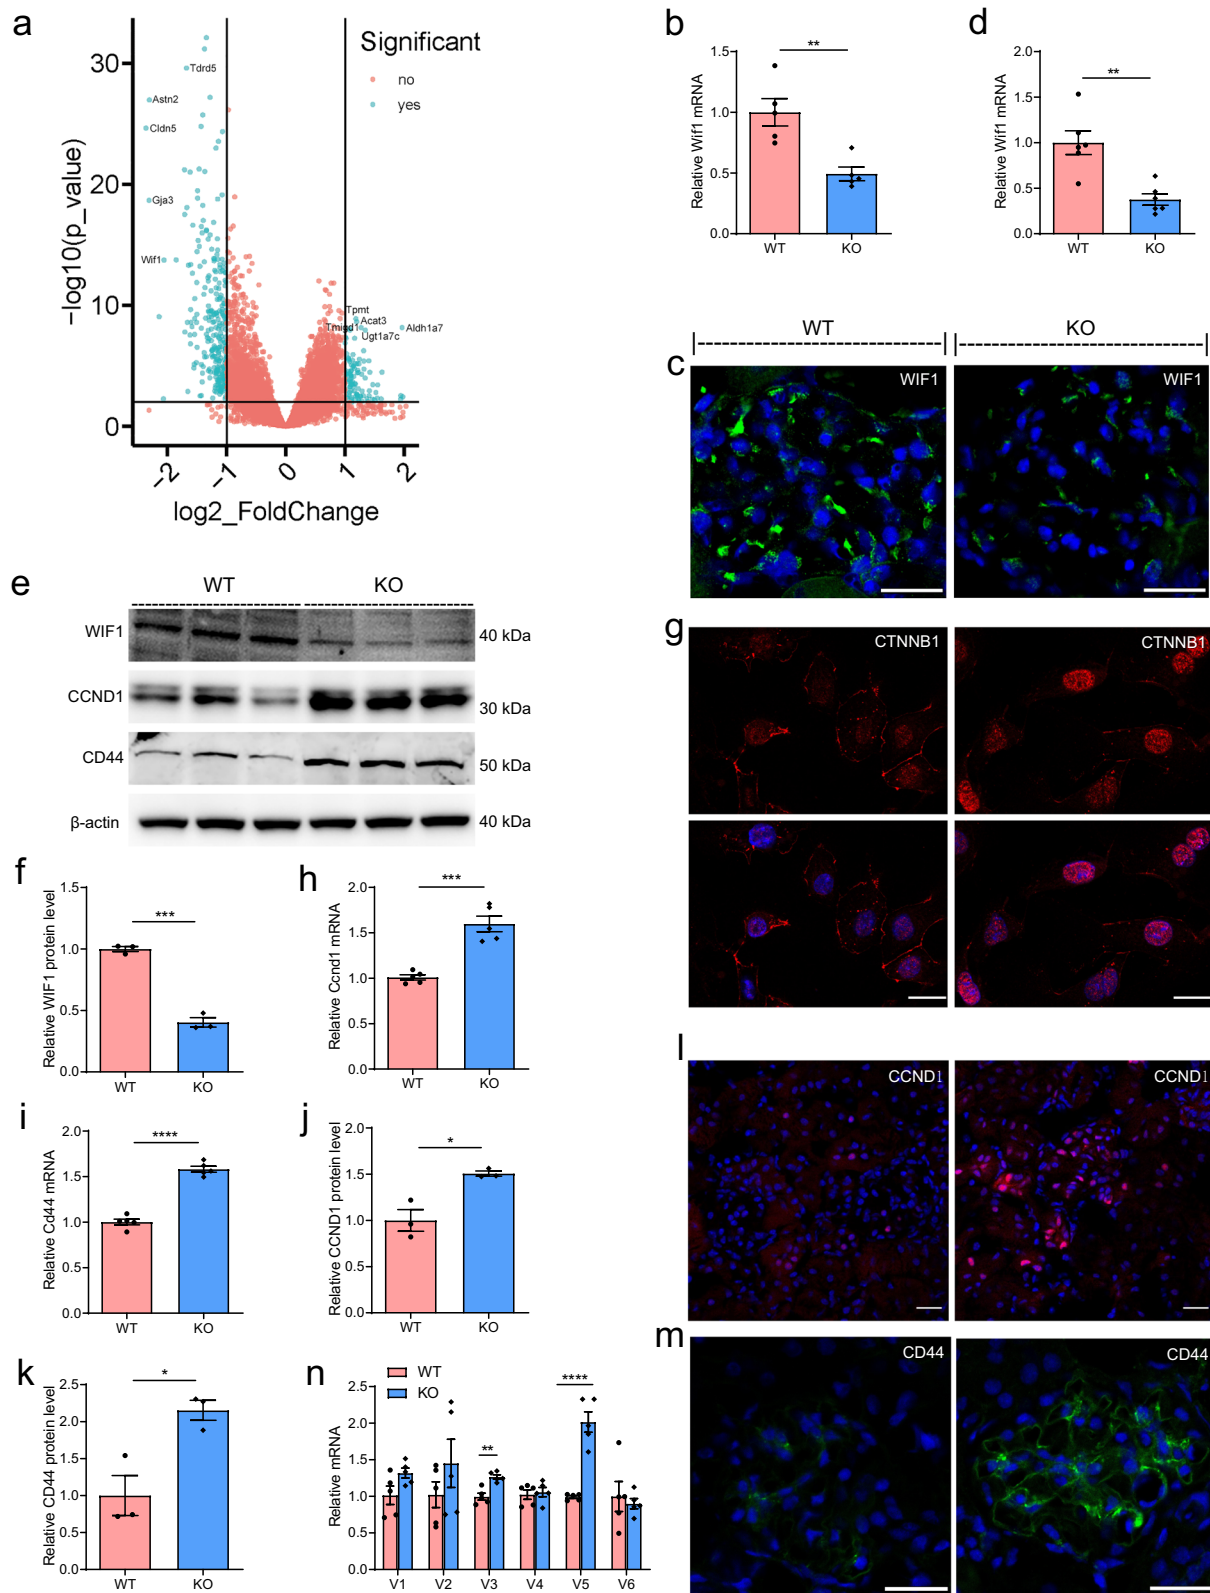 a
−log10(p_value)
30
20
10
0
−2
−1
0
1
2
log2_FoldChange
Significant
no
yes
Tdrd5
Astn2
Cldn5
Gja3
Wif1
Tpmt
Acat3
Tmigd1
Aldh1a7
Ugt1a7c
b
Relative Wif1 mRNA
1.5
1.0
0.5
0.0
**
WT
KO
d
Relative Wif1 mRNA
2.0
1.5
1.0
0.5
0.0
**
WT
KO
WT
KO
c
WIF1
WIF1
e
WT
KO
WIF1
40 kDa
CCND1
30 kDa
CD44
50 kDa
β-actin
40 kDa
g
CTNNB1
CTNNB1
f
Relative WIF1 protein level
1.5
1.0
0.5
0.0
***
WT
KO
h
Relative Ccnd1 mRNA
2.0
1.5
1.0
0.5
0.0
***
WT
KO
i
Relative Cd44 mRNA
2.0
1.5
1.0
0.5
0.0
****
WT
KO
j
Relative CCND1 protein level
2.0
1.5
1.0
0.5
0.0
*
WT
KO
l
CCND1
CCND1
k
Relative CD44 protein level
2.5
2.0
1.5
1.0
0.5
0.0
*
WT
KO
n
WT
KO
Relative mRNA
2.5
2.0
1.5
1.0
0.5
0.0
**
****
V1
V2
V3
V4
V5
V6
m
CD44
CD44